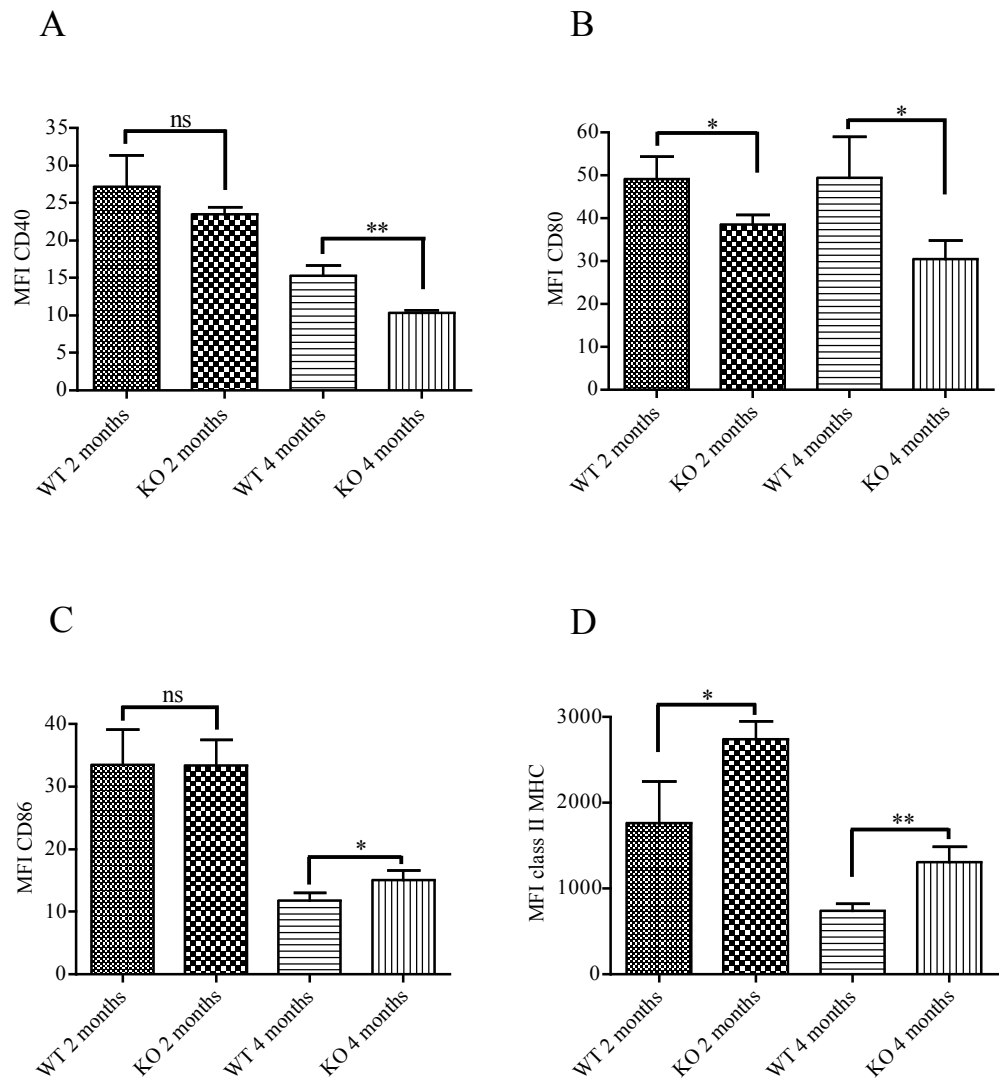 A
ns
**
35
30
25
20
15
10
5
0
MFI CD40
WT 2 months
KO 2 months
WT 4 months
KO 4 months
B
*
*
60
50
40
30
20
10
0
MFI CD80
WT 2 months
KO 2 months
WT 4 months
KO 4 months
C
ns
*
40
30
20
10
0
MFI CD86
WT 2 months
KO 2 months
WT 4 months
KO 4 months
D
*
**
3000
2000
1000
0
MFI class II MHC
WT 2 months
KO 2 months
WT 4 months
KO 4 months